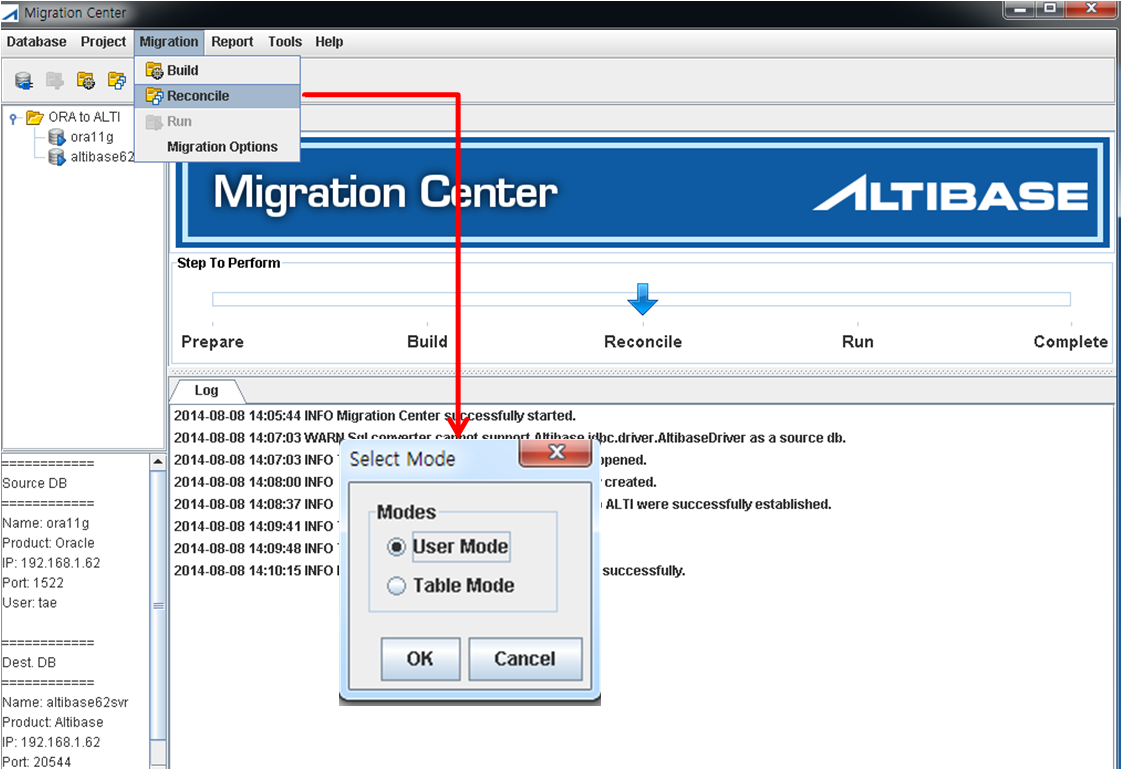 Migration Center
Database Project Migration Report Tools Help
Build
Reconcile
Run
Migration Options
ORA to ALTI
ora11g
altibase62
Migration Center
ALTIBASE
Step To Perform
Prepare Build Reconcile Run Complete
Log
2014-08-08 14:05:44 INFO Migration Center successfully started.
2014-08-08 14:07:03 WARN Sql converter cannot support Altibase.jdbc.driver.AltibaseDriver as a source db.
2014-08-08 14:07:03 INFO opened.
2014-08-08 14:08:00 INFO created.
2014-08-08 14:08:37 INFO ALTI were successfully established.
2014-08-08 14:09:41 INFO
2014-08-08 14:09:48 INFO
2014-08-08 14:10:15 INFO successfully.
Select Mode
Modes
User Mode
Table Mode
OK Cancel
============
Source DB
============
Name: ora11g
Product: Oracle
IP: 192.168.1.62
Port: 1522
User: tae
============
Dest. DB
============
Name: altibase62svr
Product: Altibase
IP: 192.168.1.62
Port: 20544